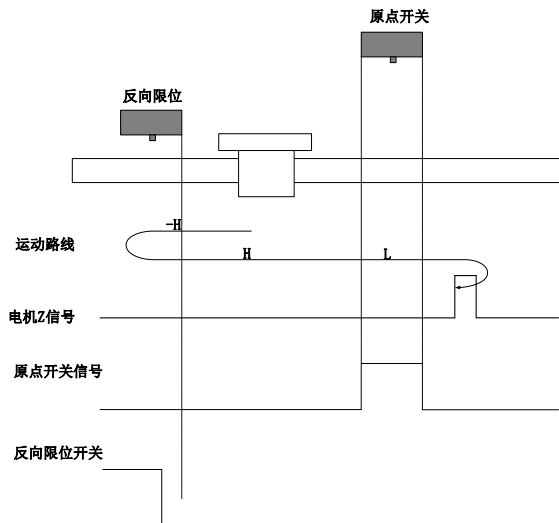 原点开关
反向限位
-H
运动路线
H
L
电机Z信号
原点开关信号
反向限位开关